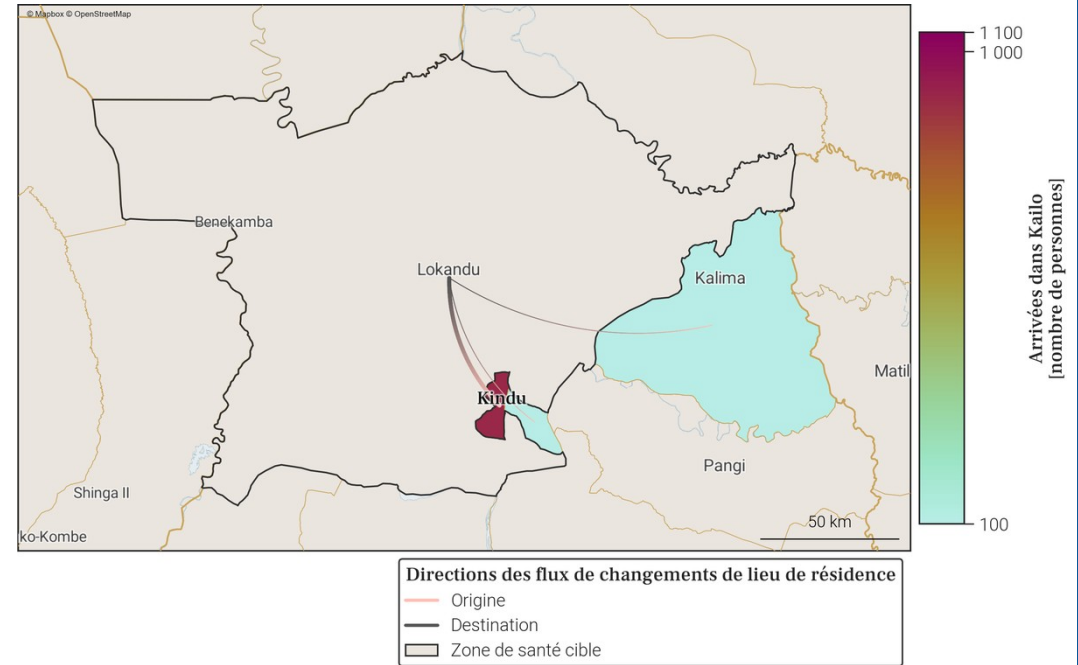 © Mapbox © OpenStreetMap
Benekamba
Lokandu
Kalima
Kindu
Matil
Pangi
Shinga II
ko-Kombe
50 km
1 100
1 000
100
Arrivées dans Kailo
[nombre de personnes]
Directions des flux de changements de lieu de résidence
Origine
Destination
Zone de santé cible